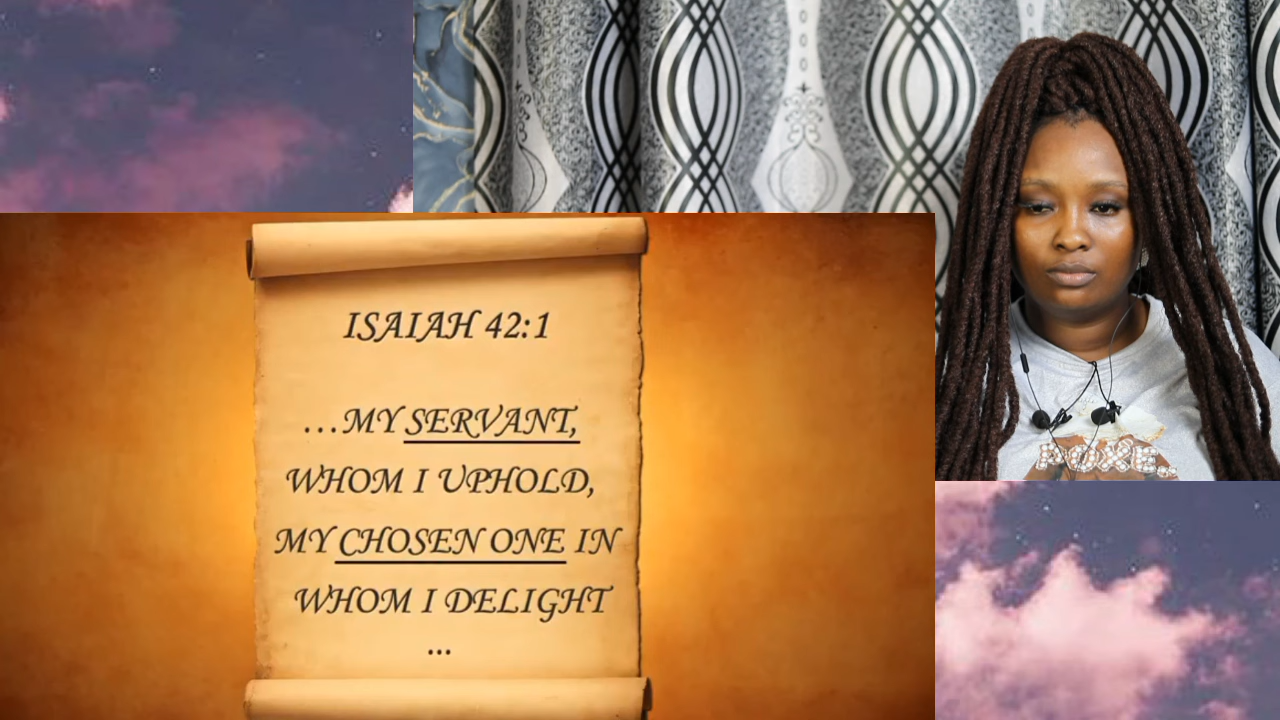 ISAIAH 42:1
...MY SERVANT,
WHOM I UPHOLD,
MY CHOSEN ONE IN
WHOM I DELIGHT
...